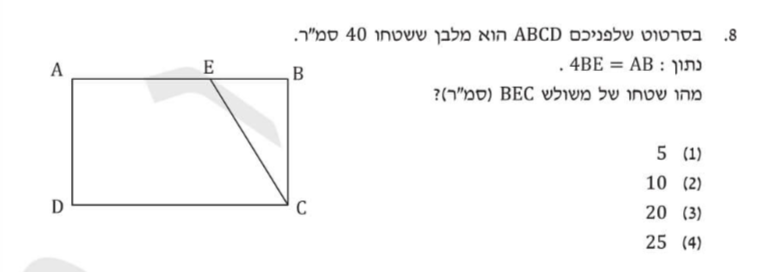 8. בסרטוט שלפניכם ABCD הוא מלבן ששטחו 40 סמ"ר.
נתון : 4BE = AB .
מהו שטחו של משולש BEC (סמ"ר)?
(1) 5
(2) 10
(3) 20
(4) 25
A E B
D C